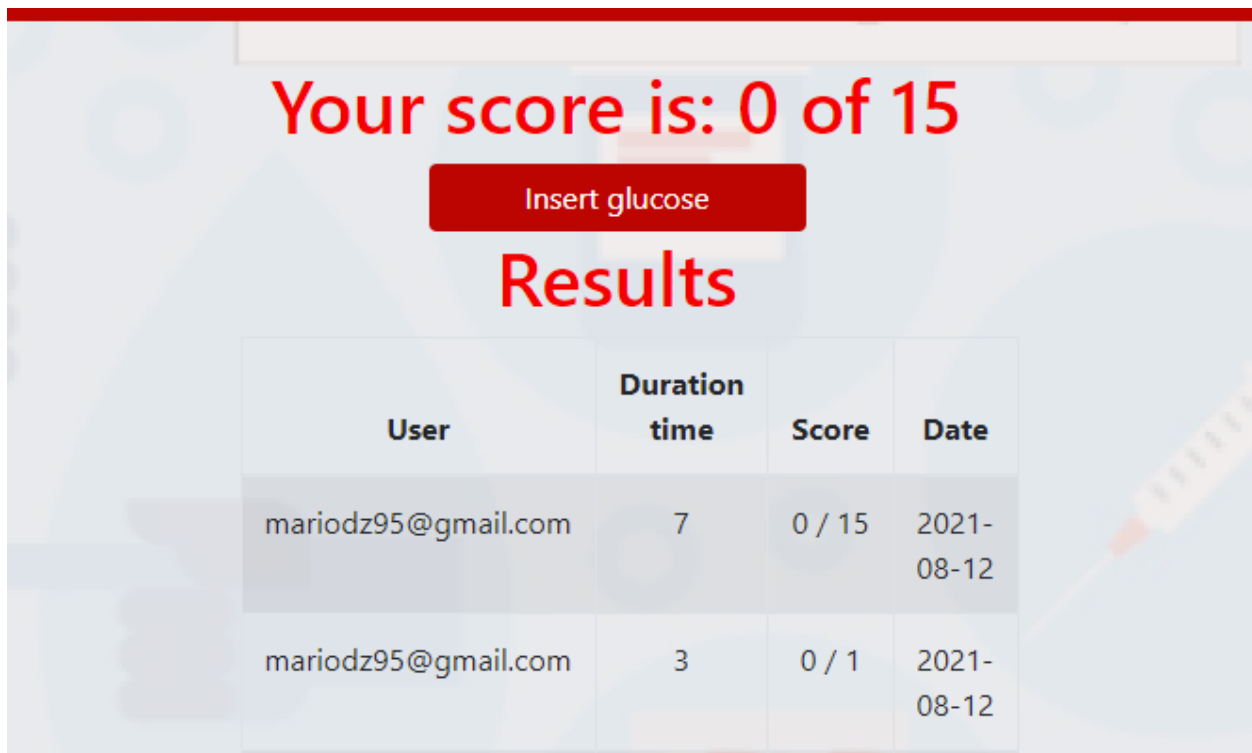 Your score is: 0 of 15
Insert glucose
Results
User Duration time Score Date
mariodz95@gmail.com 7 0 / 15 2021-08-12
mariodz95@gmail.com 3 0 / 1 2021-08-12